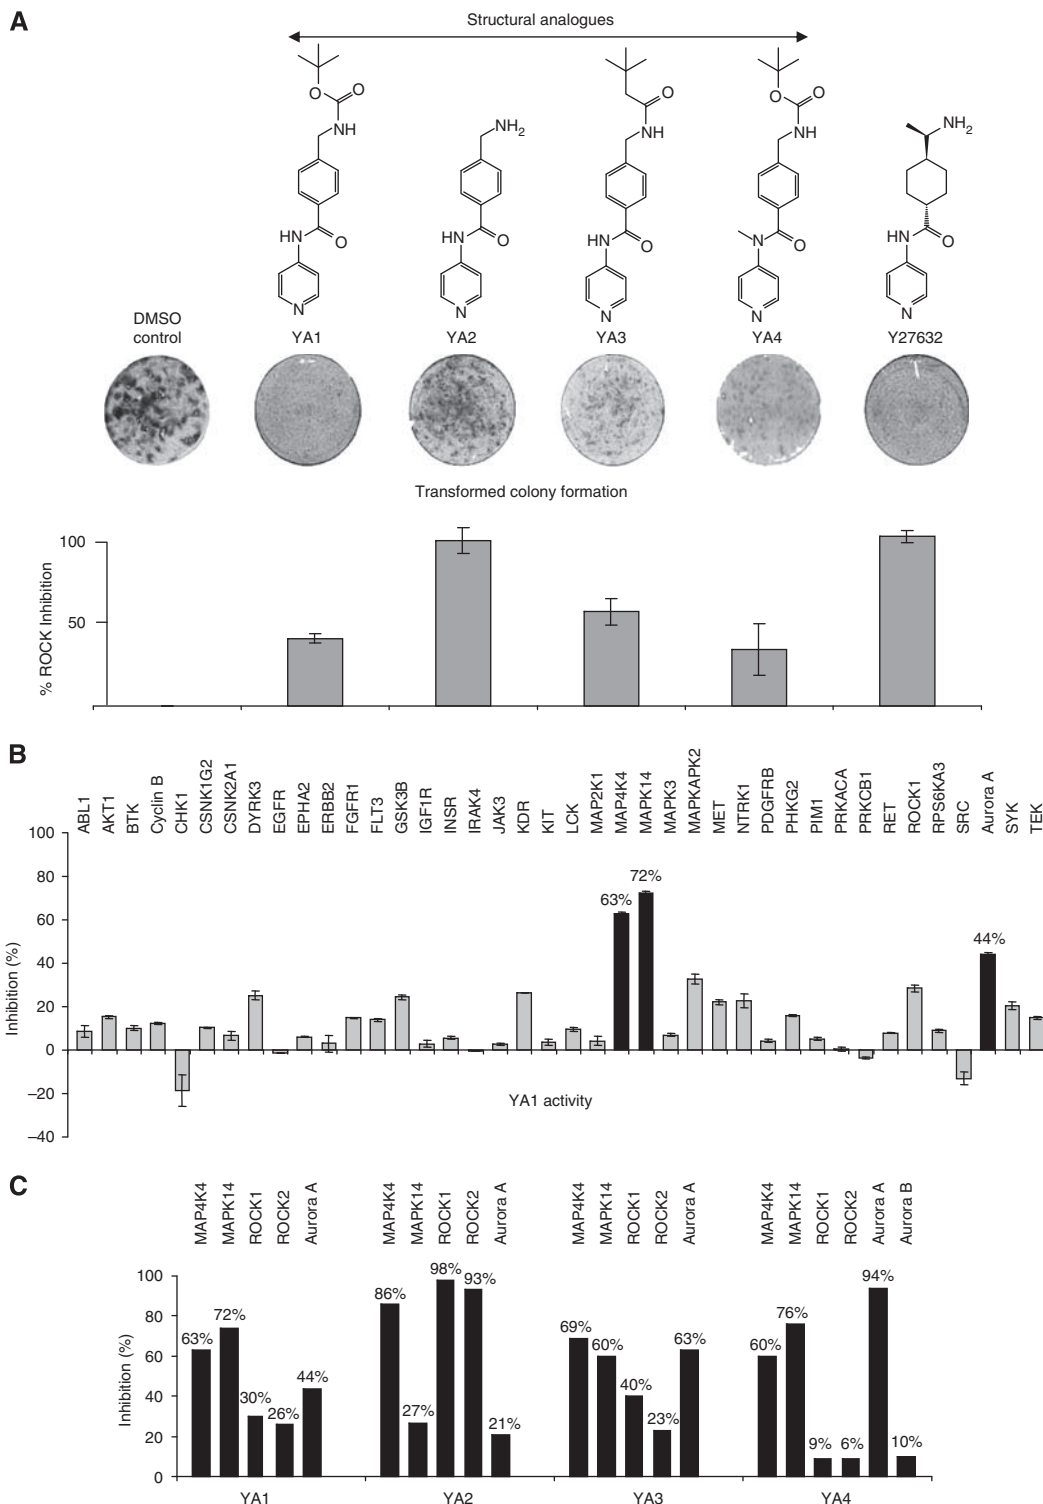 A
Structural analogues
O
O
NH
HN
O
N
NH2
HN
O
N
O
NH
HN
O
N
O
O
NH
N
O
N
NH2
HN
O
N
DMSO
control
YA1
YA2
YA3
YA4
Y27632
Transformed colony formation
% ROCK Inhibition
100
50
B
ABL1
AKT1
BTK
Cyclin B
CHK1
CSNK1G2
CSNK2A1
DYRK3
EGFR
EPHA2
ERBB2
FGFR1
FLT3
GSK3B
IGF1R
INSR
IRAK4
JAK3
KDR
KIT
LCK
MAP2K1
MAP4K4
MAPK14
MAPK3
MAPKAPK2
MET
NTRK1
PDGFRB
PHKG2
PIM1
PRKACA
PRKCB1
RET
ROCK1
RPS6KA3
SRC
Aurora A
SYK
TEK
Inhibition (%)
100
80
60
40
20
0
–20
–40
63%
72%
44%
YA1 activity
C
MAP4K4
MAPK14
ROCK1
ROCK2
Aurora A
MAP4K4
MAPK14
ROCK1
ROCK2
Aurora A
MAP4K4
MAPK14
ROCK1
ROCK2
Aurora A
MAP4K4
MAPK14
ROCK1
ROCK2
Aurora A
Aurora B
Inhibition (%)
100
80
60
40
20
0
63%
72%
30%
26%
44%
86%
27%
98%
93%
21%
69%
60%
40%
23%
63%
60%
76%
9%
6%
94%
10%
YA1
YA2
YA3
YA4